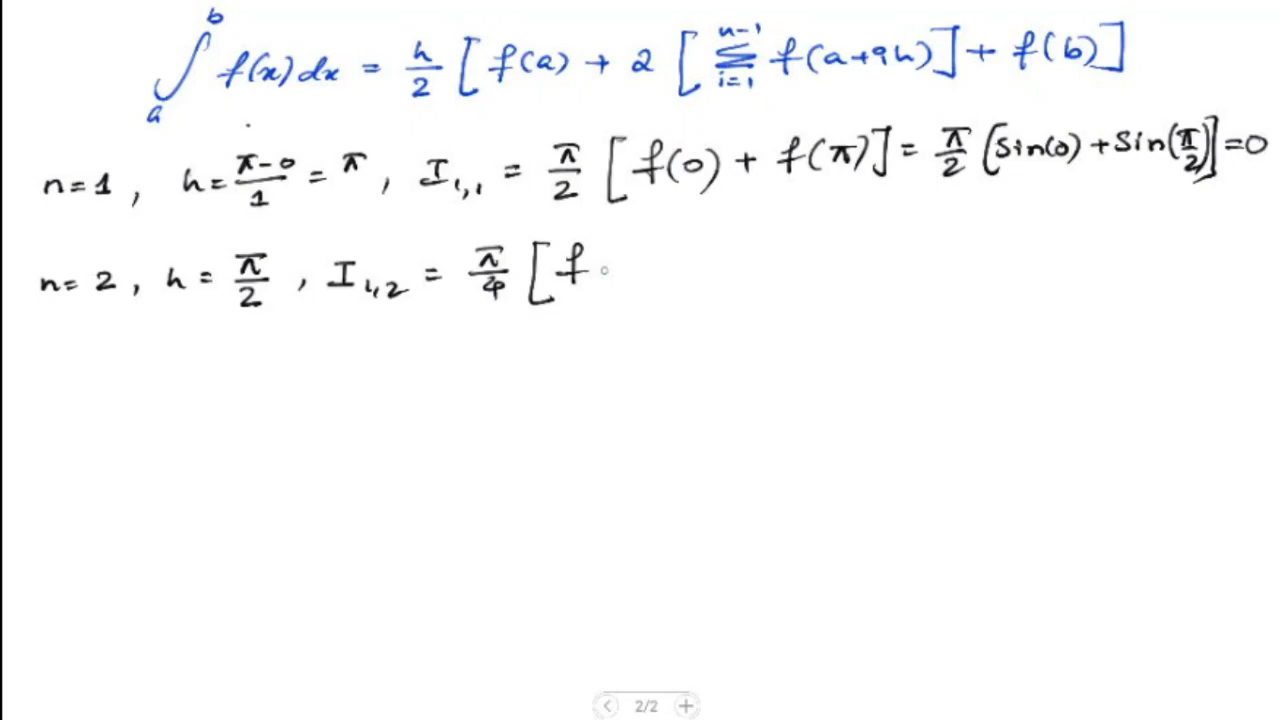 ∫_a^b f(x)dx = h/2 [f(a) + 2 [∑_{i=1}^{n-1} f(a+ih)] + f(b)]
n=1, h = π-0/1 = π, I_{1,1} = π/2 [f(0) + f(π)] = π/2 [sin(0) + Sin(π/2)] = 0
n=2, h = π/2, I_{1,2} = π/4 [f
2/2